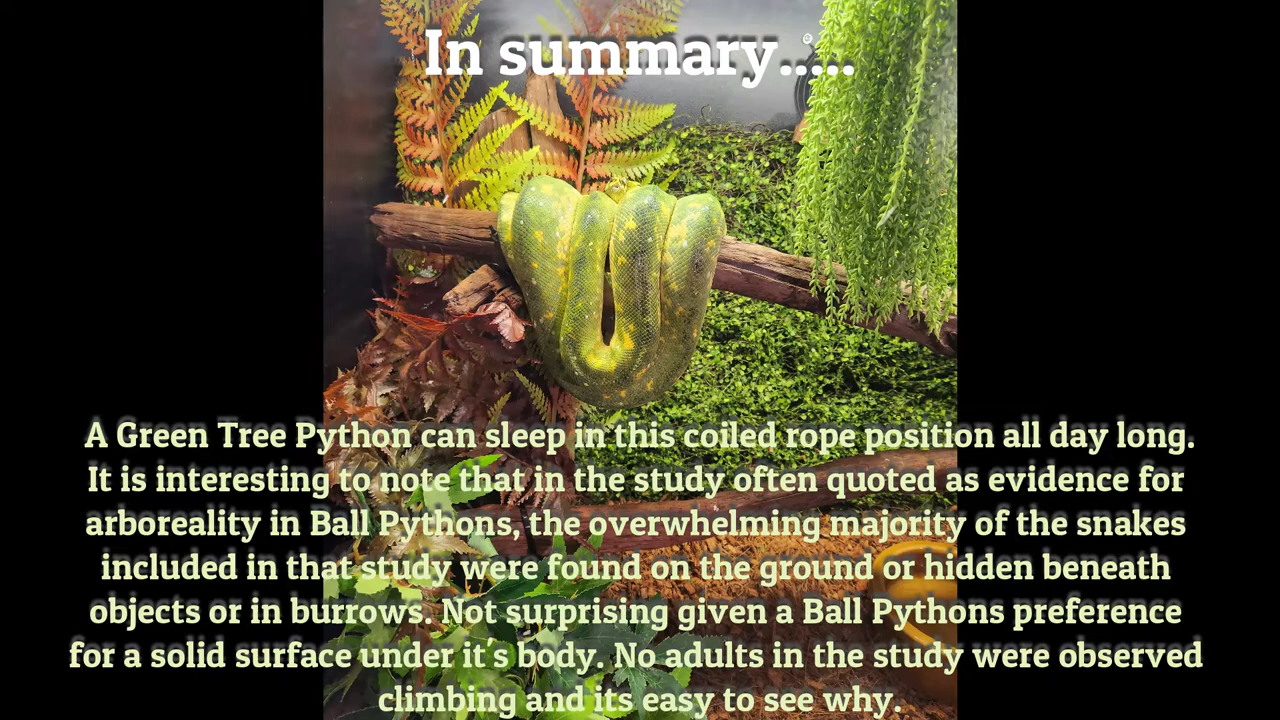 In summary.....
A Green Tree Python can sleep in this coiled rope position all day long.
It is interesting to note that in the study often quoted as evidence for
arboreality in Ball Pythons, the overwhelming majority of the snakes
included in that study were found on the ground or hidden beneath
objects or in burrows. Not surprising given a Ball Pythons preference
for a solid surface under it's body. No adults in the study were observed
climbing and its easy to see why.